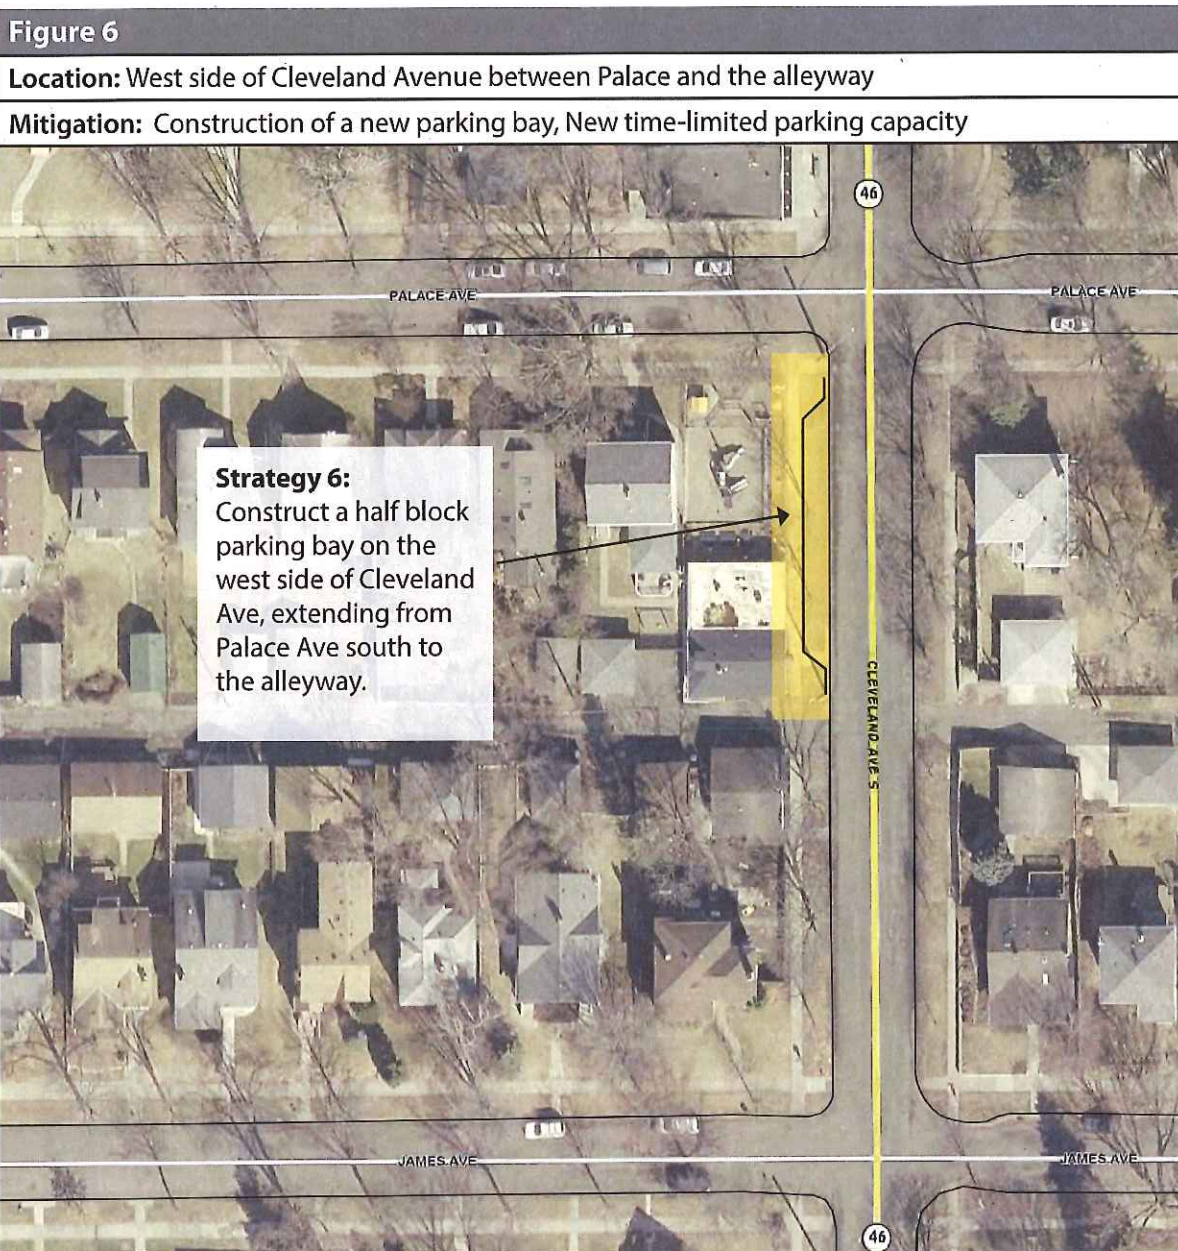 Figure 6
Location: West side of Cleveland Avenue between Palace and the alleyway
Mitigation: Construction of a new parking bay, New time-limited parking capacity
46
PALACE AVE
PALACE AVE
Strategy 6:
Construct a half block
parking bay on the
west side of Cleveland
Ave, extending from
Palace Ave south to
the alleyway.
CLEVELAND AVE S
JAMES AVE
JAMES AVE
46